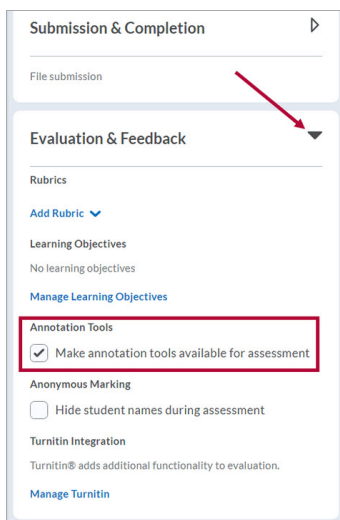 Submission & Completion
File submission
Evaluation & Feedback
Rubrics
Add Rubric
Learning Objectives
No learning objectives
Manage Learning Objectives
Annotation Tools
Make annotation tools available for assessment
Anonymous Marking
Hide student names during assessment
Turnitin Integration
Turnitin® adds additional functionality to evaluation.
Manage Turnitin